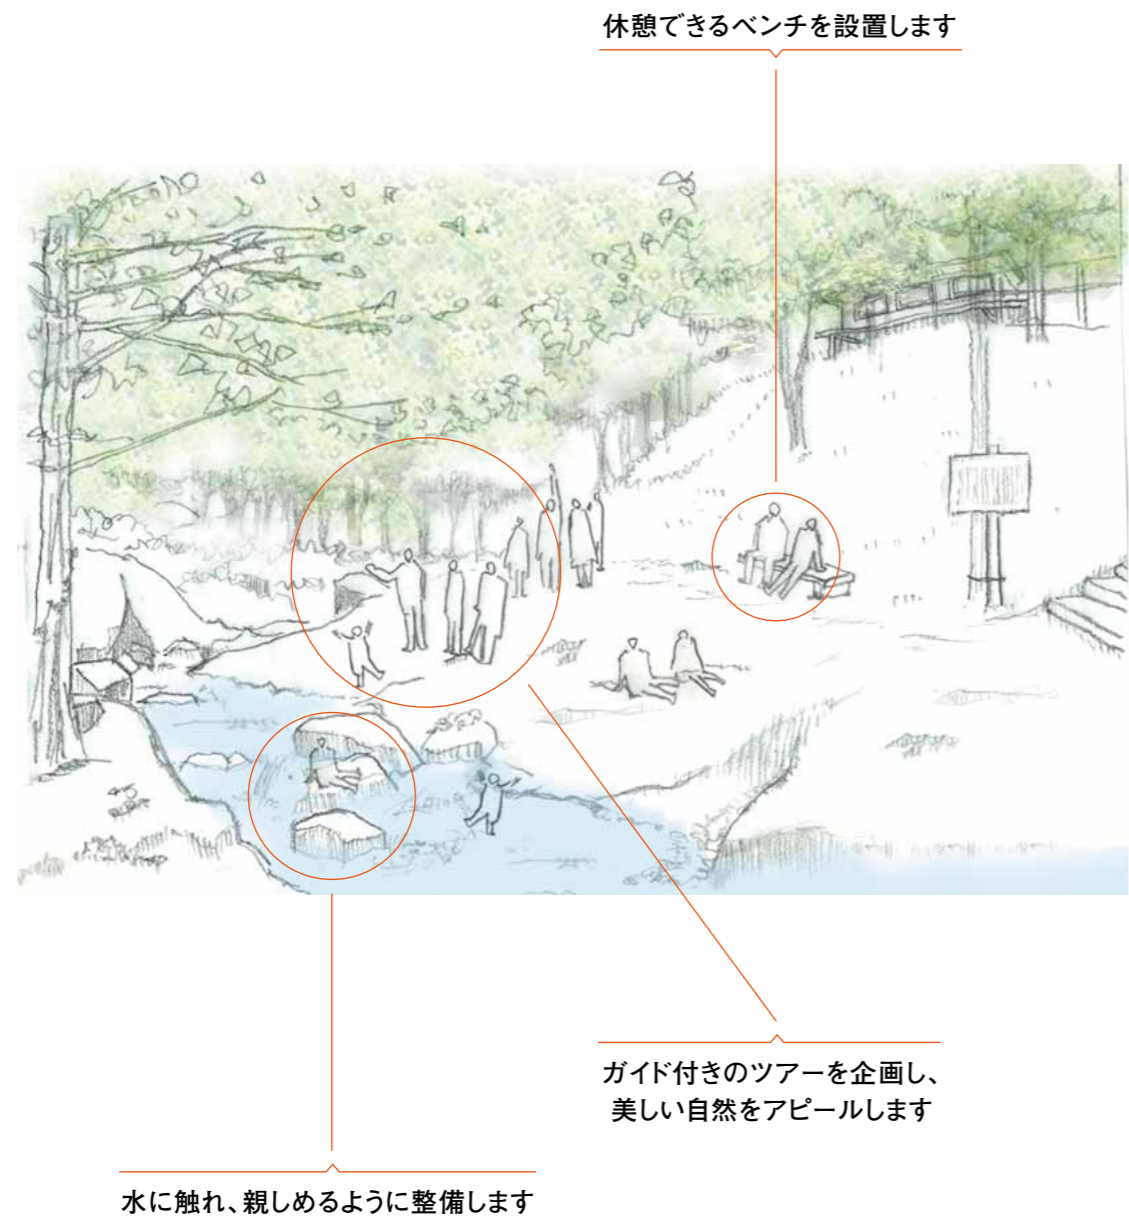 休憩できるベンチを設置します
ガイド付きのツアーを企画し、
美しい自然をアピールします
水に触れ、親しめるように整備します